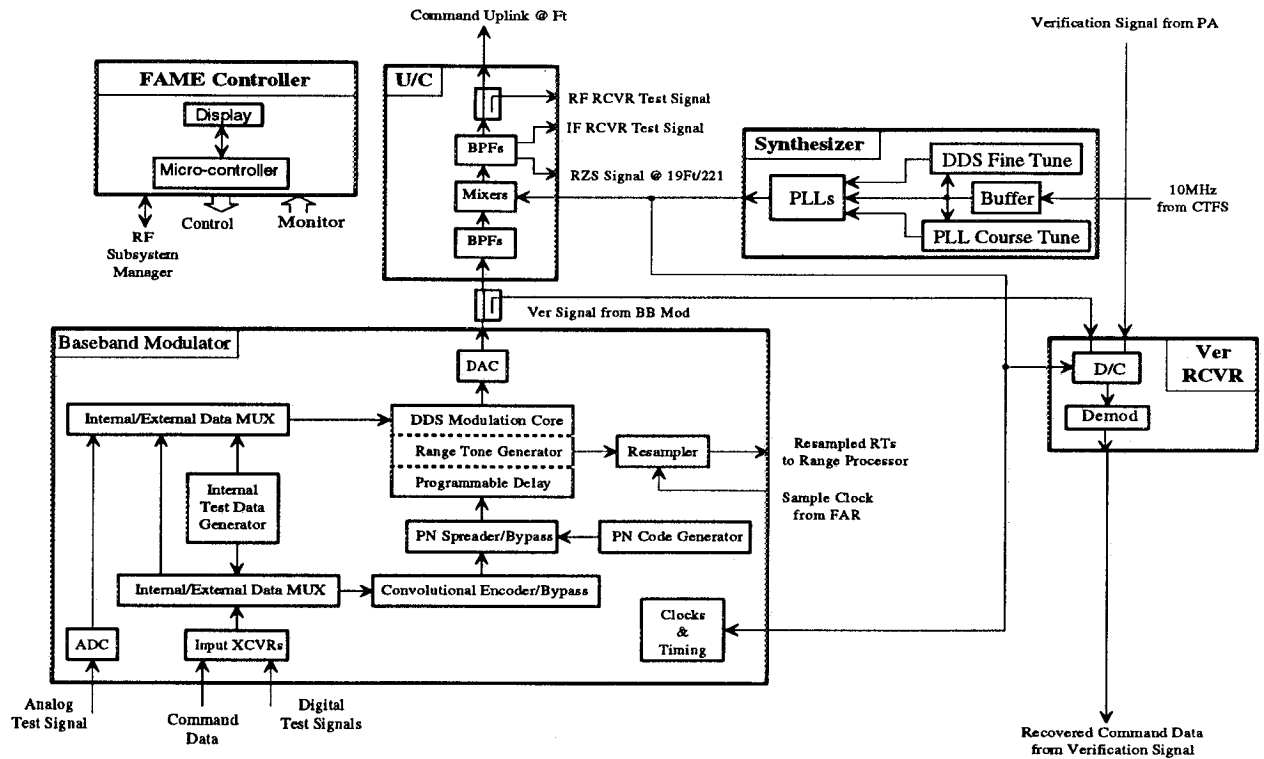 Command Uplink @ Ft
Verification Signal from PA
FAME Controller
Display
Micro-controller
Control
Monitor
RF
Subsystem
Manager
U/C
RF RCVR Test Signal
IF RCVR Test Signal
BPFs
RZS Signal @ 19Ft/221
Mixers
BPFs
Synthesizer
DDS Fine Tune
PLLs
Buffer
PLL Course Tune
10MHz
from CTFS
Ver Signal from BB Mod
Baseband Modulator
DAC
Ver
RCVR
D/C
Demod
Internal/External Data MUX
DDS Modulation Core
Range Tone Generator
Programmable Delay
Resampler
Resampled RTs
to Range Processor
Sample Clock
from FAR
Internal
Test Data
Generator
PN Spreader/Bypass
PN Code Generator
Internal/External Data MUX
Convolutional Encoder/Bypass
Clocks
&
Timing
ADC
Input XCVRs
Analog
Test Signal
Command
Data
Digital
Test Signals
Recovered Command Data
from Verification Signal